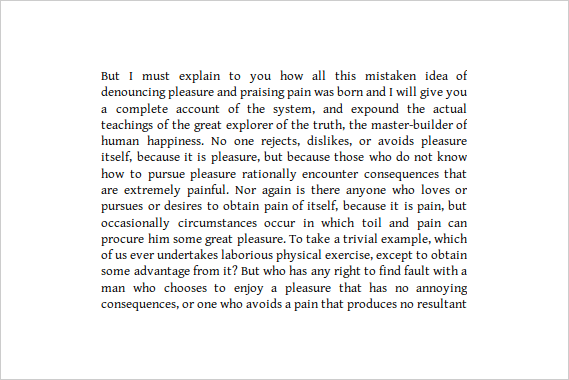 But I must explain to you how all this mistaken idea of
denouncing pleasure and praising pain was born and I will give you
a complete account of the system, and expound the actual
teachings of the great explorer of the truth, the master-builder of
human happiness. No one rejects, dislikes, or avoids pleasure
itself, because it is pleasure, but because those who do not know
how to pursue pleasure rationally encounter consequences that
are extremely painful. Nor again is there anyone who loves or
pursues or desires to obtain pain of itself, because it is pain, but
occasionally circumstances occur in which toil and pain can
procure him some great pleasure. To take a trivial example, which
of us ever undertakes laborious physical exercise, except to obtain
some advantage from it? But who has any right to find fault with a
man who chooses to enjoy a pleasure that has no annoying
consequences, or one who avoids a pain that produces no resultant